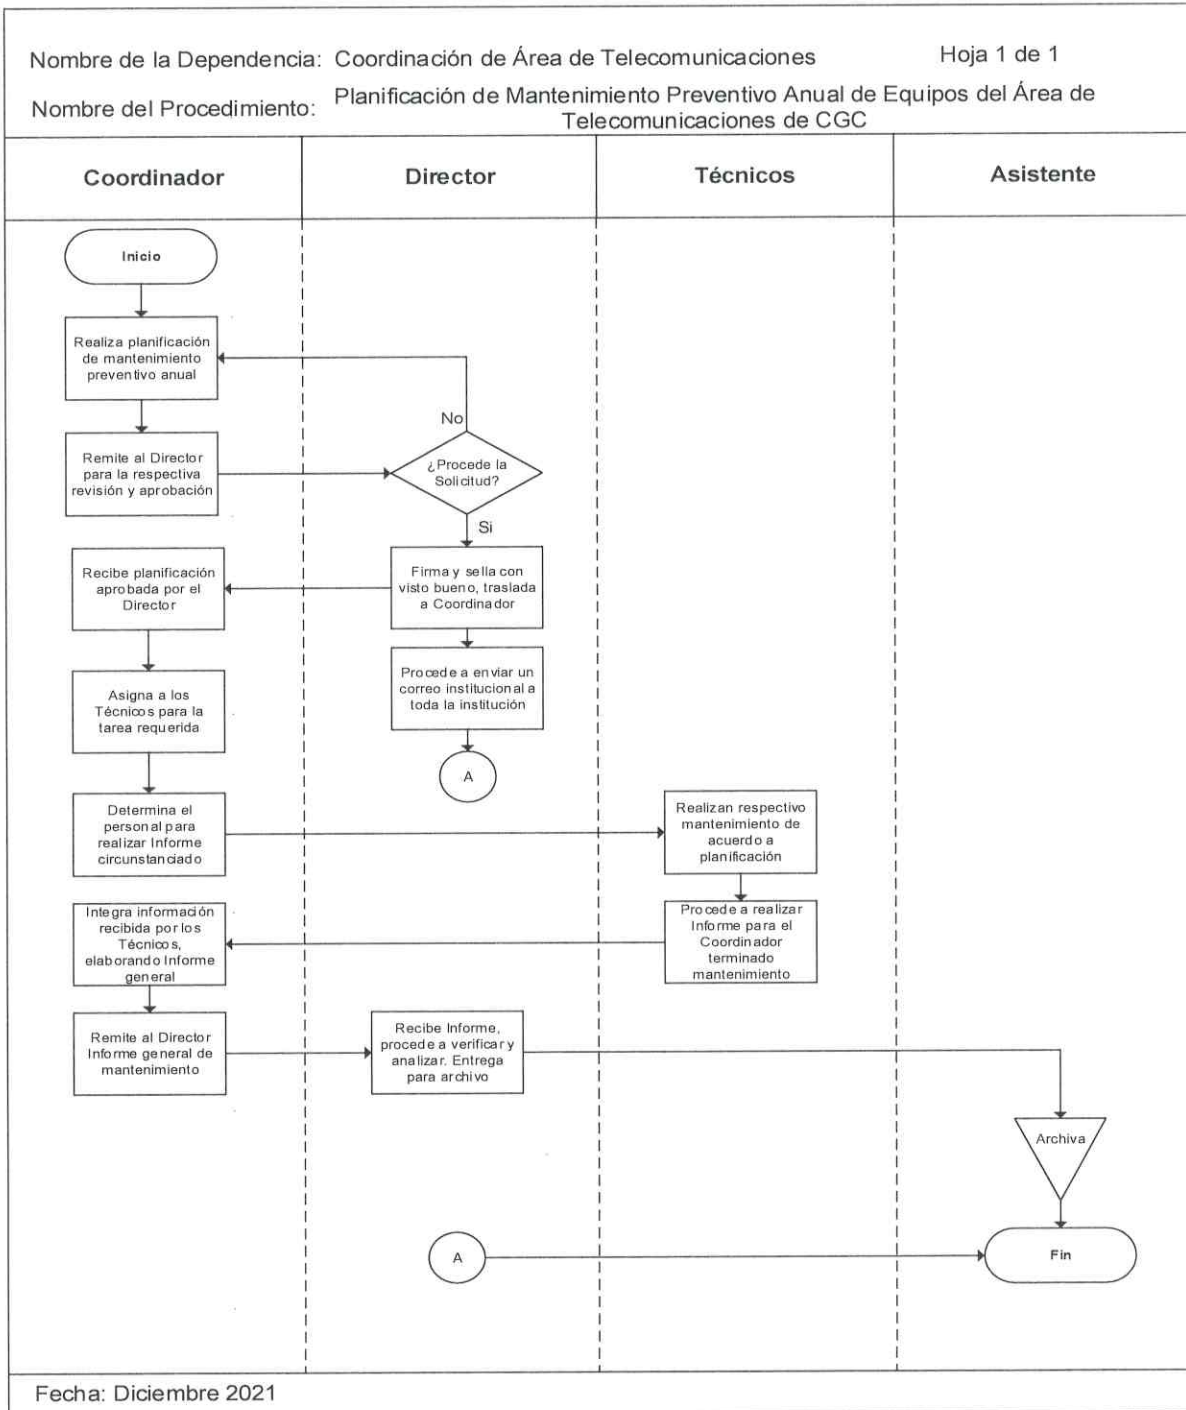 Nombre de la Dependencia: Coordinación de Área de Telecomunicaciones Hoja 1 de 1
Nombre del Procedimiento: Planificación de Mantenimiento Preventivo Anual de Equipos del Área de
Telecomunicaciones de CGC
Coordinador Director Técnicos Asistente
Inicio
Realiza planificación
de mantenimiento
preventivo anual
No
Remite al Director
para la respectiva
revisión y aprobación
¿Procede la
Solicitud?
Si
Recibe planificación
aprobada por el
Director
Firma y sella con
visto bueno, traslada
a Coordinador
Procede a enviar un
correo institucional a
toda la institución
Asigna a los
Técnicos para la
tarea requerida
A
Determina el
personal para
realizar Informe
circunstanciado
Realizan respectivo
mantenimiento de
acuerdo a
planificación
Integra información
recibida por los
Técnicos,
elaborando Informe
general
Procede a realizar
Informe para el
Coordinador
terminado
mantenimiento
Remite al Director
Informe general de
mantenimiento
Recibe Informe,
procede a verificar y
analizar. Entrega
para archivo
Archiva
A
Fin
Fecha: Diciembre 2021